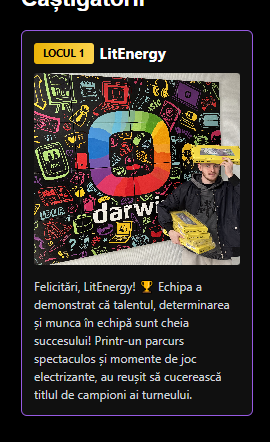 Câștigătorii
LOCUL 1 LitEnergy
darwi
Felicitări, LitEnergy! 🏆 Echipa a
demonstrat că talentul, determinarea
și munca în echipă sunt cheia
succesului! Printr-un parcurs
spectaculos și momente de joc
electrizante, au reușit să cucerească
titlul de campioni ai turneului.